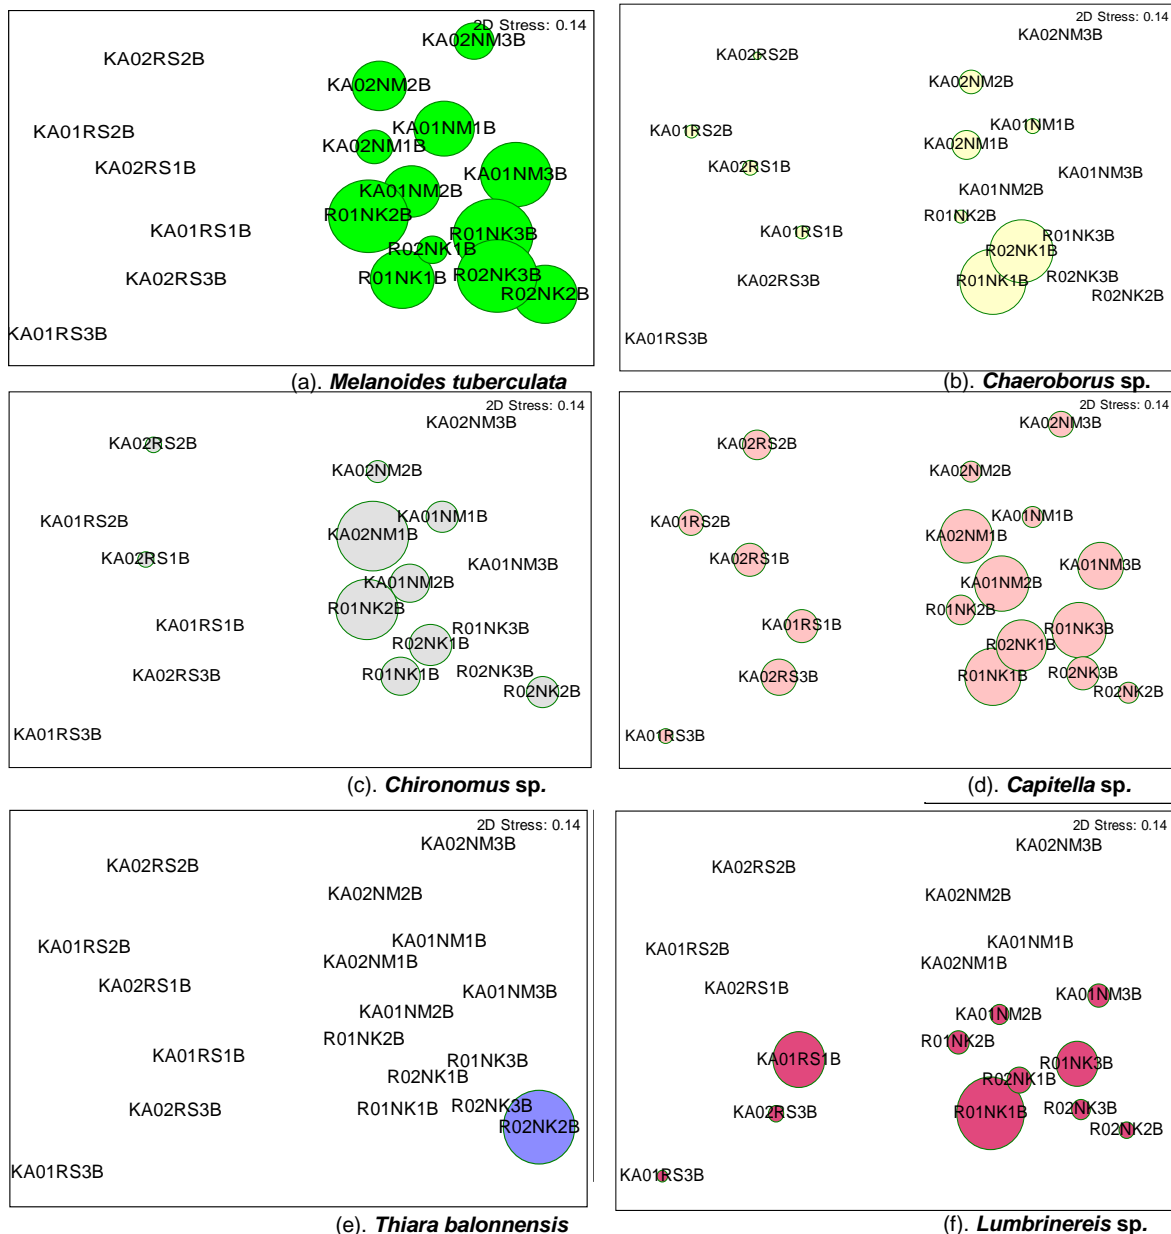 2D Stress: 0.14
KA02NM3B
KA02RS2B
KA02NM2B
KA01RS2B
KA01NM1B
KA02NM1B
KA02RS1B
KA01NM3B
KA01NM2B
R01NK2B
KA01RS1B
R01NK3B
R02NK1B
KA02RS3B
R01NK1B
R02NK3B
R02NK2B
KA01RS3B
(a). Melanoides tuberculata
2D Stress: 0.14
KA02NM3B
KA02RS2B
KA02NM2B
KA01NM1B
KA01RS2B
KA02NM1B
KA02RS1B
KA01NM3B
KA01NM2B
R01NK2B
KA01RS1B
R01NK3B
R02NK1B
KA02RS3B
R01NK1B
R02NK3B
R02NK2B
KA01RS3B
(b). Chaeroborus sp.
2D Stress: 0.14
KA02NM3B
KA02RS2B
KA02NM2B
KA01RS2B
KA01NM1B
KA02NM1B
KA02RS1B
KA01NM3B
KA01NM2B
R01NK2B
KA01RS1B
R01NK3B
R02NK1B
KA02RS3B
R01NK1B
R02NK3B
R02NK2B
KA01RS3B
(c). Chironomus sp.
2D Stress: 0.14
KA02NM3B
KA02RS2B
KA02NM2B
KA01RS2B
KA01NM1B
KA02NM1B
KA02RS1B
KA01NM3B
KA01NM2B
R01NK2B
KA01RS1B
R01NK3B
R02NK1B
KA02RS3B
R01NK1B
R02NK3B
R02NK2B
KA01RS3B
(d). Capitella sp.
2D Stress: 0.14
KA02NM3B
KA02RS2B
KA02NM2B
KA01RS2B
KA01NM1B
KA02NM1B
KA02RS1B
KA01NM3B
KA01NM2B
R01NK2B
KA01RS1B
R01NK3B
R02NK1B
KA02RS3B
R01NK1B
R02NK3B
R02NK2B
KA01RS3B
(e). Thiara balonnensis
2D Stress: 0.14
KA02NM3B
KA02RS2B
KA02NM2B
KA01RS2B
KA01NM1B
KA02NM1B
KA02RS1B
KA01NM3B
KA01NM2B
R01NK2B
KA01RS1B
R01NK3B
R02NK1B
KA02RS3B
R01NK1B
R02NK3B
R02NK2B
KA01RS3B
(f). Lumbrinereis sp.